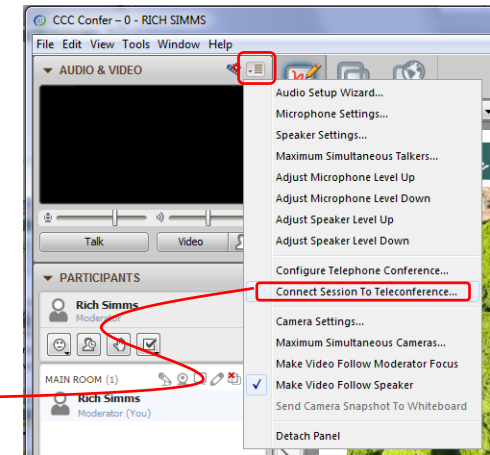 CCC Confer – 0 - RICH SIMMS
File Edit View Tools Window Help
AUDIO & VIDEO
Talk Video
PARTICIPANTS
Rich Simms
Moderator
MAIN ROOM (1)
Rich Simms
Moderator (You)
Audio Setup Wizard...
Microphone Settings...
Speaker Settings...
Maximum Simultaneous Talkers...
Adjust Microphone Level Up
Adjust Microphone Level Down
Adjust Speaker Level Up
Adjust Speaker Level Down
Configure Telephone Conference...
Connect Session To Teleconference...
Camera Settings...
Maximum Simultaneous Cameras...
Make Video Follow Moderator Focus
Make Video Follow Speaker
Send Camera Snapshot To Whiteboard
Detach Panel